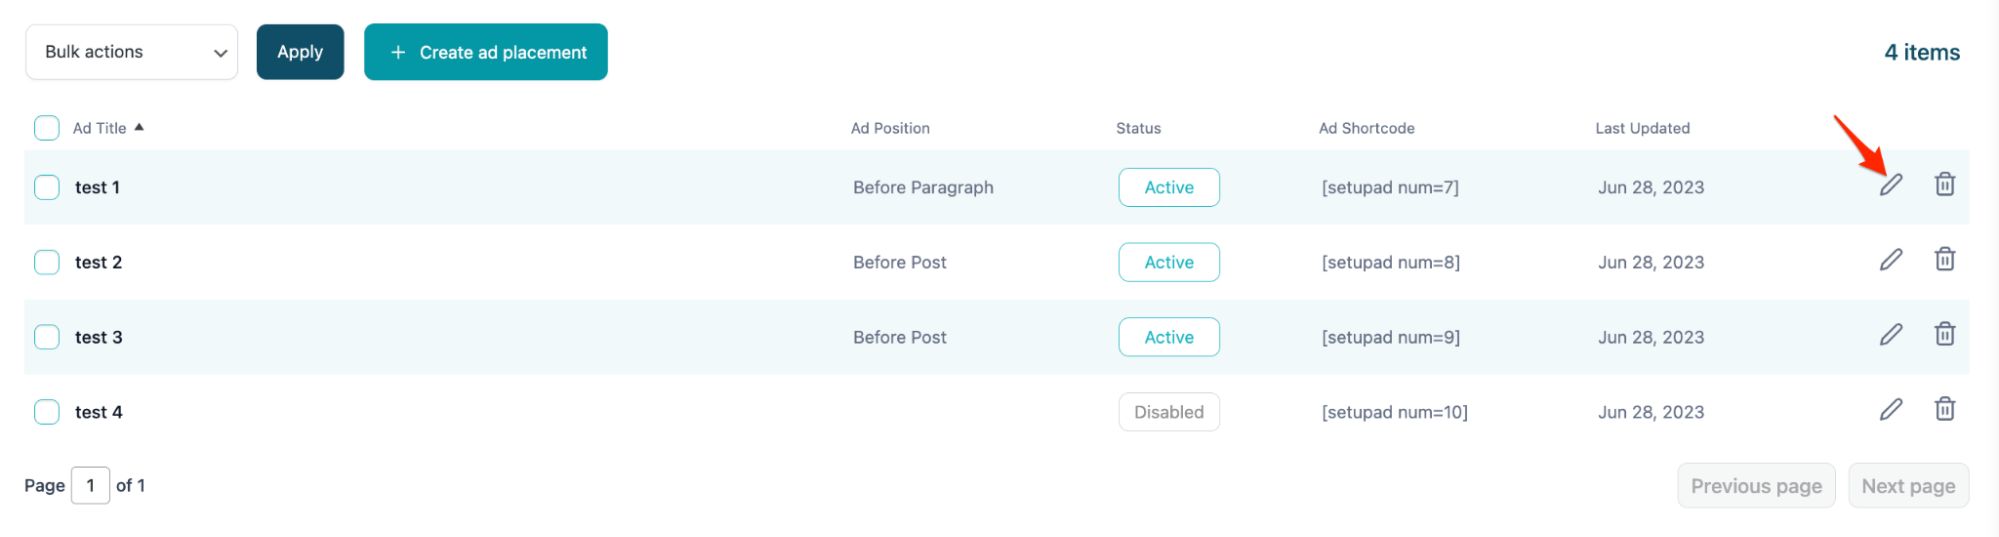 Bulk actions Apply + Create ad placement 4 items
Ad Title Ad Position Status Ad Shortcode Last Updated
test 1 Before Paragraph Active [setupad num=7] Jun 28, 2023
test 2 Before Post Active [setupad num=8] Jun 28, 2023
test 3 Before Post Active [setupad num=9] Jun 28, 2023
test 4 Disabled [setupad num=10] Jun 28, 2023
Page 1 of 1 Previous page Next page